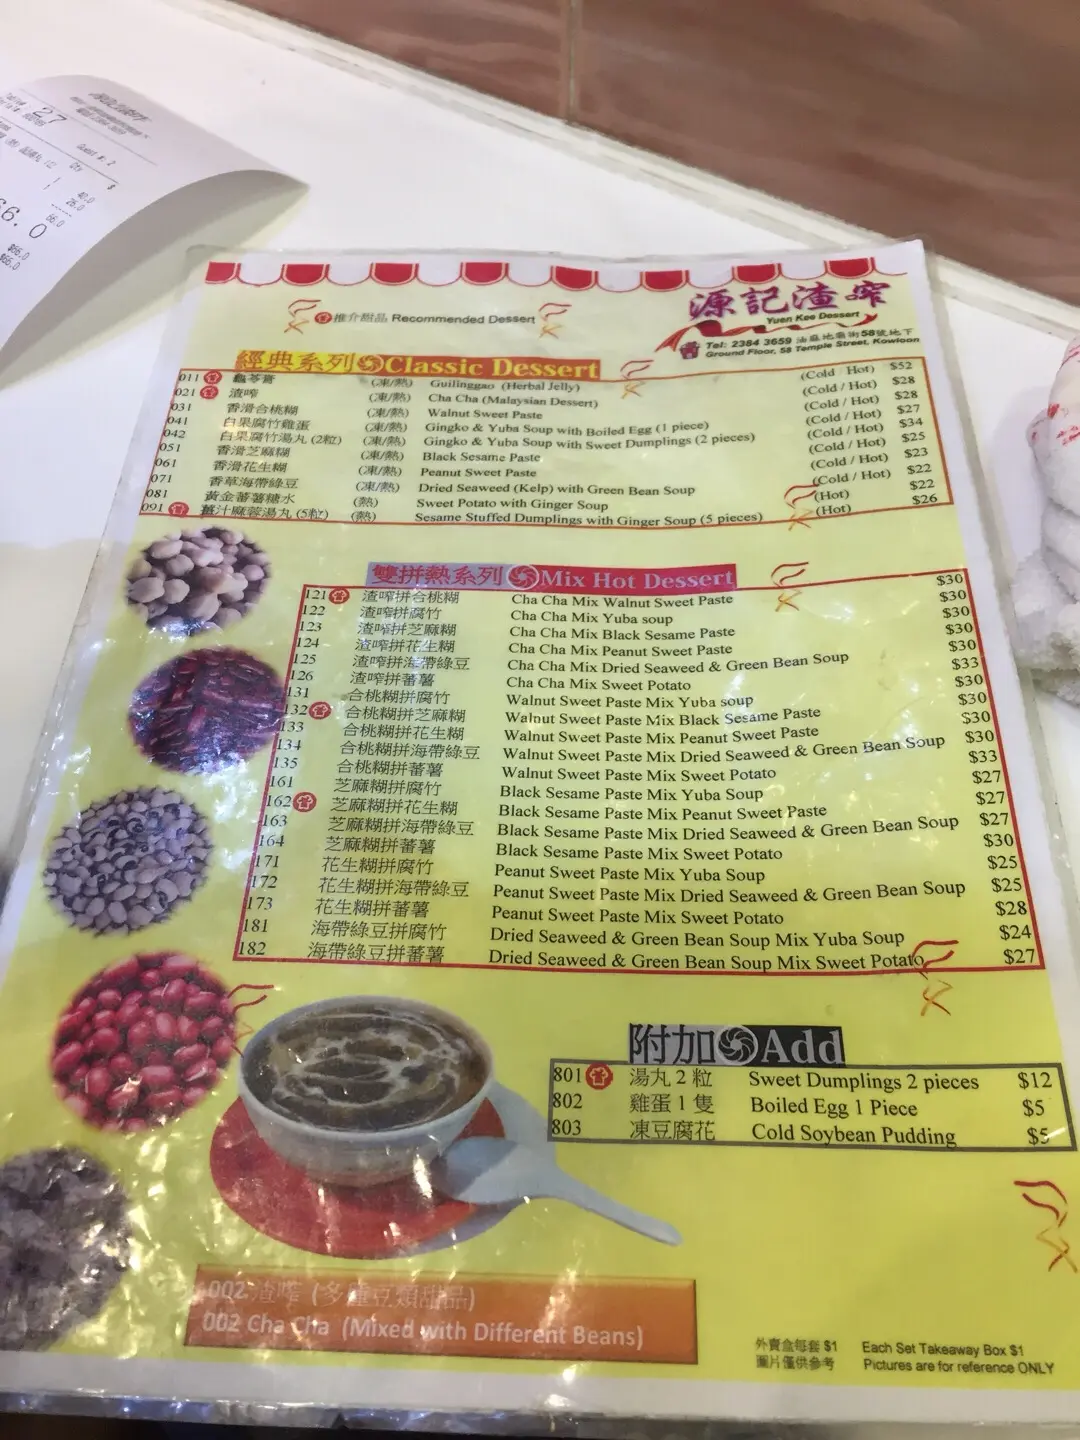 27
Guest #: 2
Qty
$
1
40.0
1
26.0
66.0
66.0
$66.0
$66.0
推介甜品 Recommended Dessert
源記渣咋
Yuen Kee Dessert
Tel: 2384 3659 油麻地廟街58號地下
Ground Floor, 58 Temple Street, Kowloon
經典系列 Classic Dessert
011 龜苓膏 (凍/熱) Guilinggao (Herbal Jelly) (Cold / Hot) $52
021 渣咋 (凍/熱) Cha Cha (Malaysian Dessert) (Cold / Hot) $28
031 香滑合桃糊 (凍/熱) Walnut Sweet Paste (Cold / Hot) $28
041 白果腐竹雞蛋 (凍/熱) Gingko & Yuba Soup with Boiled Egg (1 piece) (Cold / Hot) $27
042 白果腐竹湯丸 (2粒) (凍/熱) Gingko & Yuba Soup with Sweet Dumplings (2 pieces) (Cold / Hot) $34
051 香滑芝麻糊 (凍/熱) Black Sesame Paste (Cold / Hot) $25
061 香滑花生糊 (凍/熱) Peanut Sweet Paste (Cold / Hot) $23
071 香草海帶綠豆 (凍/熱) Dried Seaweed (Kelp) with Green Bean Soup (Cold / Hot) $22
081 黃金蕃薯糖水 (熱) Sweet Potato with Ginger Soup (Hot) $22
091 薑汁麻蓉湯丸 (5粒) (熱) Sesame Stuffed Dumplings with Ginger Soup (5 pieces) (Hot) $26
雙拼熱系列 Mix Hot Dessert
121 渣咋拼合桃糊 Cha Cha Mix Walnut Sweet Paste $30
122 渣咋拼腐竹 Cha Cha Mix Yuba soup $30
123 渣咋拼芝麻糊 Cha Cha Mix Black Sesame Paste $30
124 渣咋拼花生糊 Cha Cha Mix Peanut Sweet Paste $30
125 渣咋拼海帶綠豆 Cha Cha Mix Dried Seaweed & Green Bean Soup $30
126 渣咋拼蕃薯 Cha Cha Mix Sweet Potato $33
131 合桃糊拼腐竹 Walnut Sweet Paste Mix Yuba soup $30
132 合桃糊拼芝麻糊 Walnut Sweet Paste Mix Black Sesame Paste $30
133 合桃糊拼花生糊 Walnut Sweet Paste Mix Peanut Sweet Paste $30
134 合桃糊拼海帶綠豆 Walnut Sweet Paste Mix Dried Seaweed & Green Bean Soup $30
135 合桃糊拼蕃薯 Walnut Sweet Paste Mix Sweet Potato $33
161 芝麻糊拼腐竹 Black Sesame Paste Mix Yuba Soup $27
162 芝麻糊拼花生糊 Black Sesame Paste Mix Peanut Sweet Paste $27
163 芝麻糊拼海帶綠豆 Black Sesame Paste Mix Dried Seaweed & Green Bean Soup $27
164 芝麻糊拼蕃薯 Black Sesame Paste Mix Sweet Potato $30
171 花生糊拼腐竹 Peanut Sweet Paste Mix Yuba Soup $25
172 花生糊拼海帶綠豆 Peanut Sweet Paste Mix Dried Seaweed & Green Bean Soup $25
173 花生糊拼蕃薯 Peanut Sweet Paste Mix Sweet Potato $28
181 海帶綠豆拼腐竹 Dried Seaweed & Green Bean Soup Mix Yuba Soup $24
182 海帶綠豆拼蕃薯 Dried Seaweed & Green Bean Soup Mix Sweet Potato $27
附加 Add
801 湯丸 2 粒 Sweet Dumplings 2 pieces $12
802 雞蛋 1 隻 Boiled Egg 1 Piece $5
803 凍豆腐花 Cold Soybean Pudding $5
002 渣咋 (多種豆類甜品)
002 Cha Cha (Mixed with Different Beans)
外賣盒每套 $1 Each Set Takeaway Box $1
圖片僅供參考 Pictures are for reference ONLY